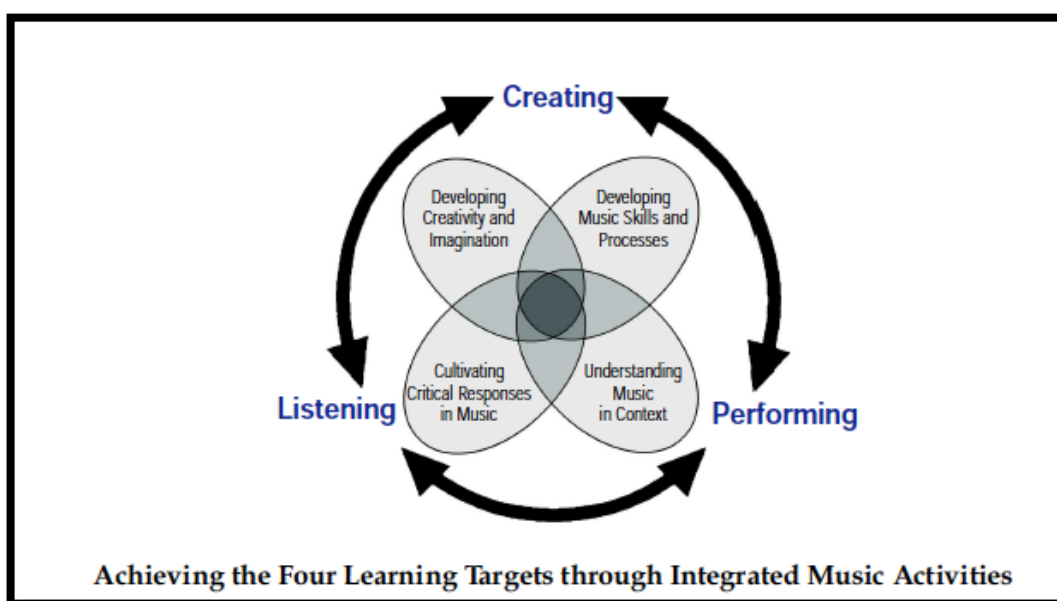 Creating
Developing
Creativity and
Imagination
Developing
Music Skills and
Processes
Cultivating
Critical Responses
in Music
Understanding
Music
in Context
Listening
Performing
Achieving the Four Learning Targets through Integrated Music Activities